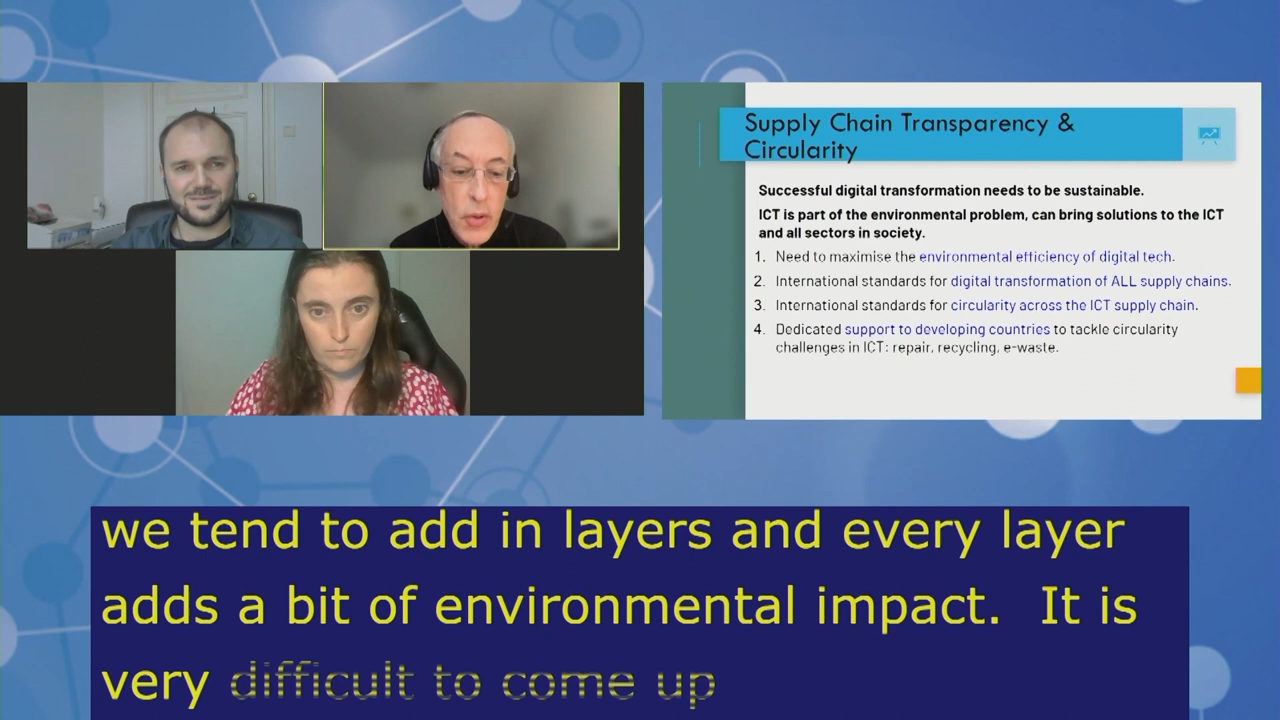 Supply Chain Transparency &
Circularity
Successful digital transformation needs to be sustainable.
ICT is part of the environmental problem, can bring solutions to the ICT
and all sectors in society.
1. Need to maximise the environmental efficiency of digital tech.
2. International standards for digital transformation of ALL supply chains.
3. International standards for circularity across the ICT supply chain.
4. Dedicated support to developing countries to tackle circularity
challenges in ICT: repair, recycling, e-waste.
we tend to add in layers and every layer
adds a bit of environmental impact. It is
very difficult to come up